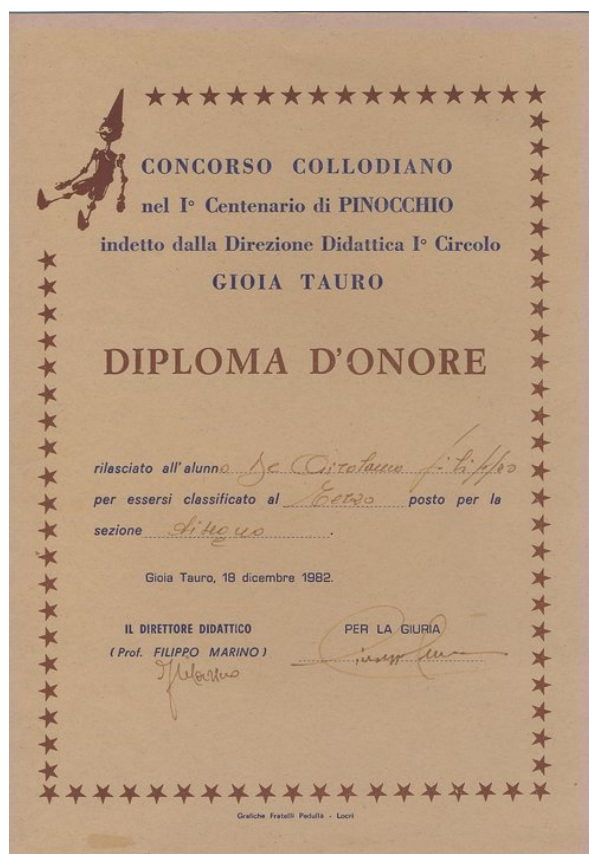 CONCORSO COLLODIANO
nel I° Centenario di PINOCCHIO
indetto dalla Direzione Didattica I° Circolo
GIOIA TAURO
DIPLOMA D'ONORE
rilasciato all'alunno De Girolamo Filippo
per essersi classificato al Terzo posto per la
sezione disegno.
Gioia Tauro, 18 dicembre 1982.
IL DIRETTORE DIDATTICO
PER LA GIURIA
(Prof. FILIPPO MARINO)
F Marino
Grafiche Fratelli Pedullà - Locri